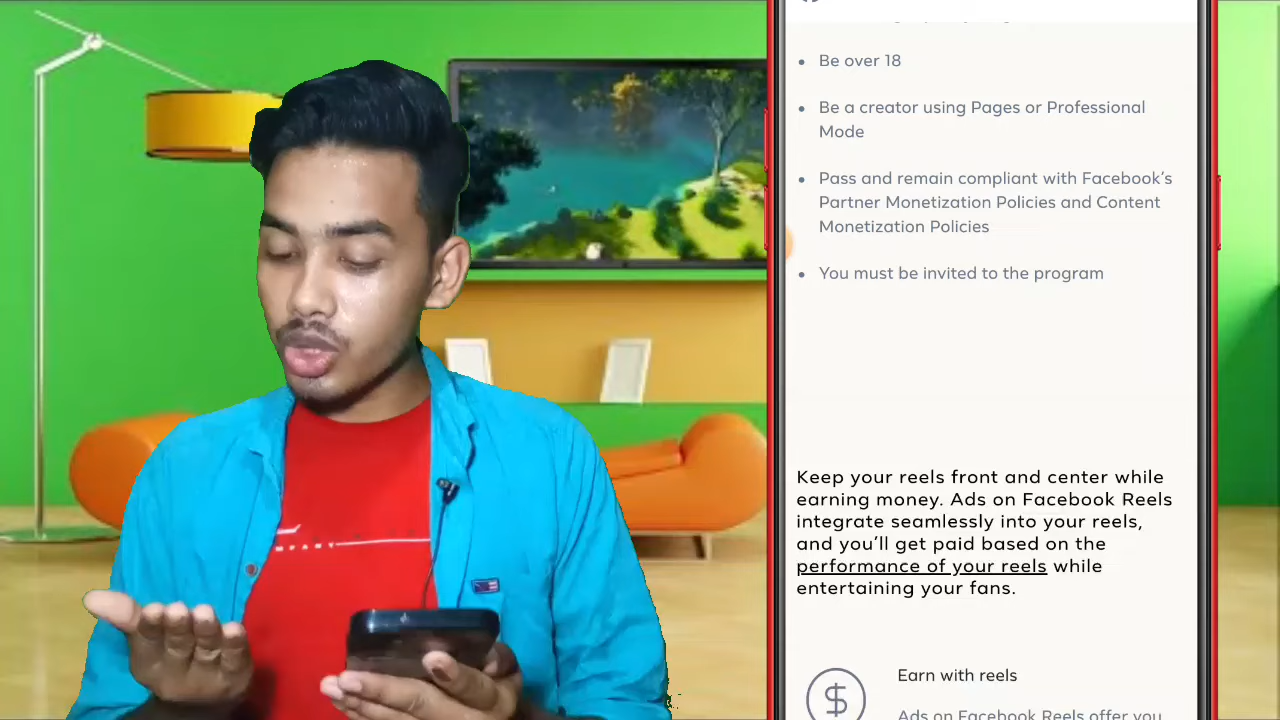 Be over 18
Be a creator using Pages or Professional
Mode
Pass and remain compliant with Facebook's
Partner Monetization Policies and Content
Monetization Policies
You must be invited to the program
Keep your reels front and center while
earning money. Ads on Facebook Reels
integrate seamlessly into your reels,
and you'll get paid based on the
performance of your reels while
entertaining your fans.
$
Earn with reels
Ads on Facebook Reels offer you